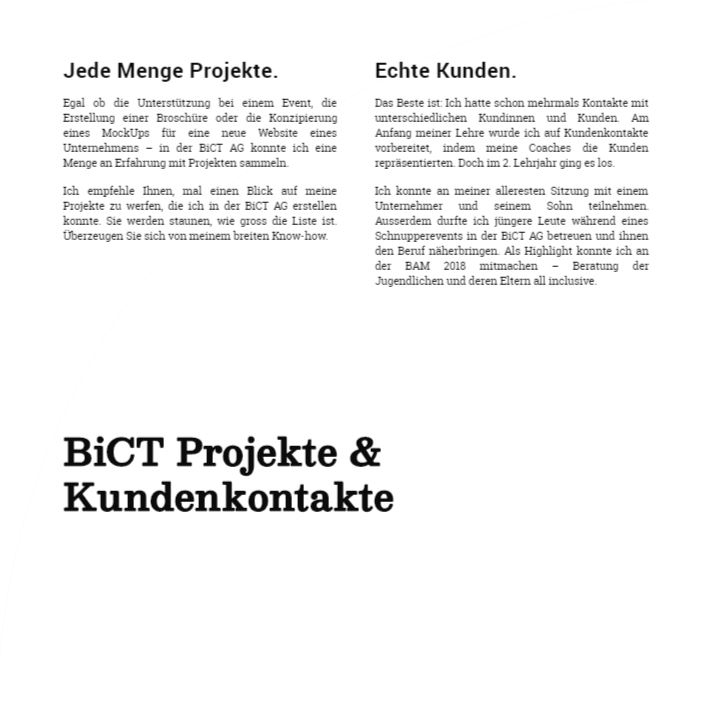 Jede Menge Projekte.
Egal ob die Unterstützung bei einem Event, die
Erstellung einer Broschüre oder die Konzipierung
eines MockUps für eine neue Website eines
Unternehmens – in der BiCT AG konnte ich eine
Menge an Erfahrung mit Projekten sammeln.
Ich empfehle Ihnen, mal einen Blick auf meine
Projekte zu werfen, die ich in der BiCT AG erstellen
konnte. Sie werden staunen, wie gross die Liste ist.
Überzeugen Sie sich von meinem breiten Know-how.
Echte Kunden.
Das Beste ist: Ich hatte schon mehrmals Kontakte mit
unterschiedlichen Kundinnen und Kunden. Am
Anfang meiner Lehre wurde ich auf Kundenkontakte
vorbereitet, indem meine Coaches die Kunden
repräsentierten. Doch im 2. Lehrjahr ging es los.
Ich konnte an meiner alleresten Sitzung mit einem
Unternehmer und seinem Sohn teilnehmen.
Ausserdem durfte ich jüngere Leute während eines
Schnupperevents in der BiCT AG betreuen und ihnen
den Beruf näherbringen. Als Highlight konnte ich an
der BAM 2018 mitmachen – Beratung der
Jugendlichen und deren Eltern all inclusive.
BiCT Projekte &
Kundenkontakte